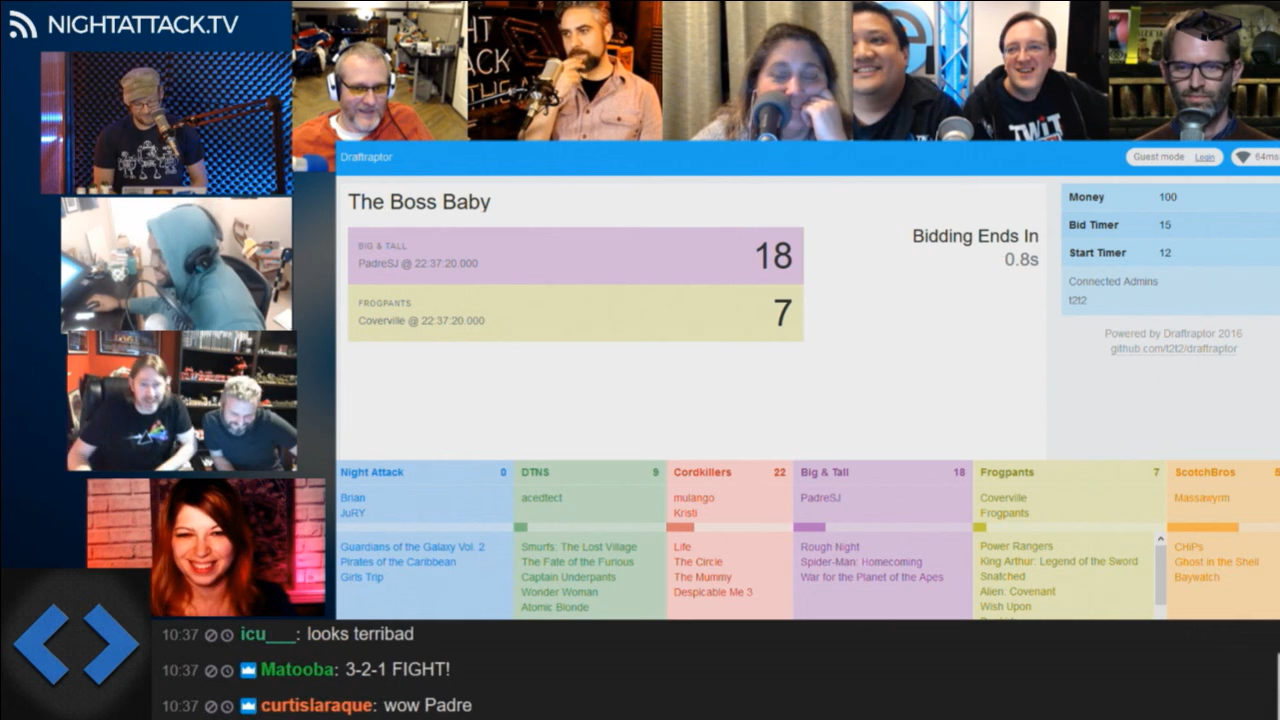 NIGHTATTACK.TV
TWiT
Draftraptor
Guest mode Login 64ms
The Boss Baby
BIG & TALL
PadreSJ @ 22:37:20.000
18
FROGPANTS
Coverville @ 22:37:20.000
7
Bidding Ends In
0.8s
Money 100
Bid Timer 15
Start Timer 12
Connected Admins
t2t2
Powered by Draftraptor 2016
github.com/t2t2/draftraptor
Night Attack 0
Brian
JuRY
Guardians of the Galaxy Vol. 2
Pirates of the Caribbean
Girls Trip
DTNS 9
acedtect
Smurfs: The Lost Village
The Fate of the Furious
Captain Underpants
Wonder Woman
Atomic Blonde
Cordkillers 22
mulango
Kristi
Life
The Circle
The Mummy
Despicable Me 3
Big & Tall 18
PadreSJ
Rough Night
Spider-Man: Homecoming
War for the Planet of the Apes
Frogpants 7
Coverville
Frogpants
Power Rangers
King Arthur: Legend of the Sword
Snatched
Alien: Covenant
Wish Upon
ScotchBros
Massawyrm
CHiPs
Ghost in the Shell
Baywatch
10:37 icu___: looks terribad
10:37 Matooba: 3-2-1 FIGHT!
10:37 curtislaraque: wow Padre